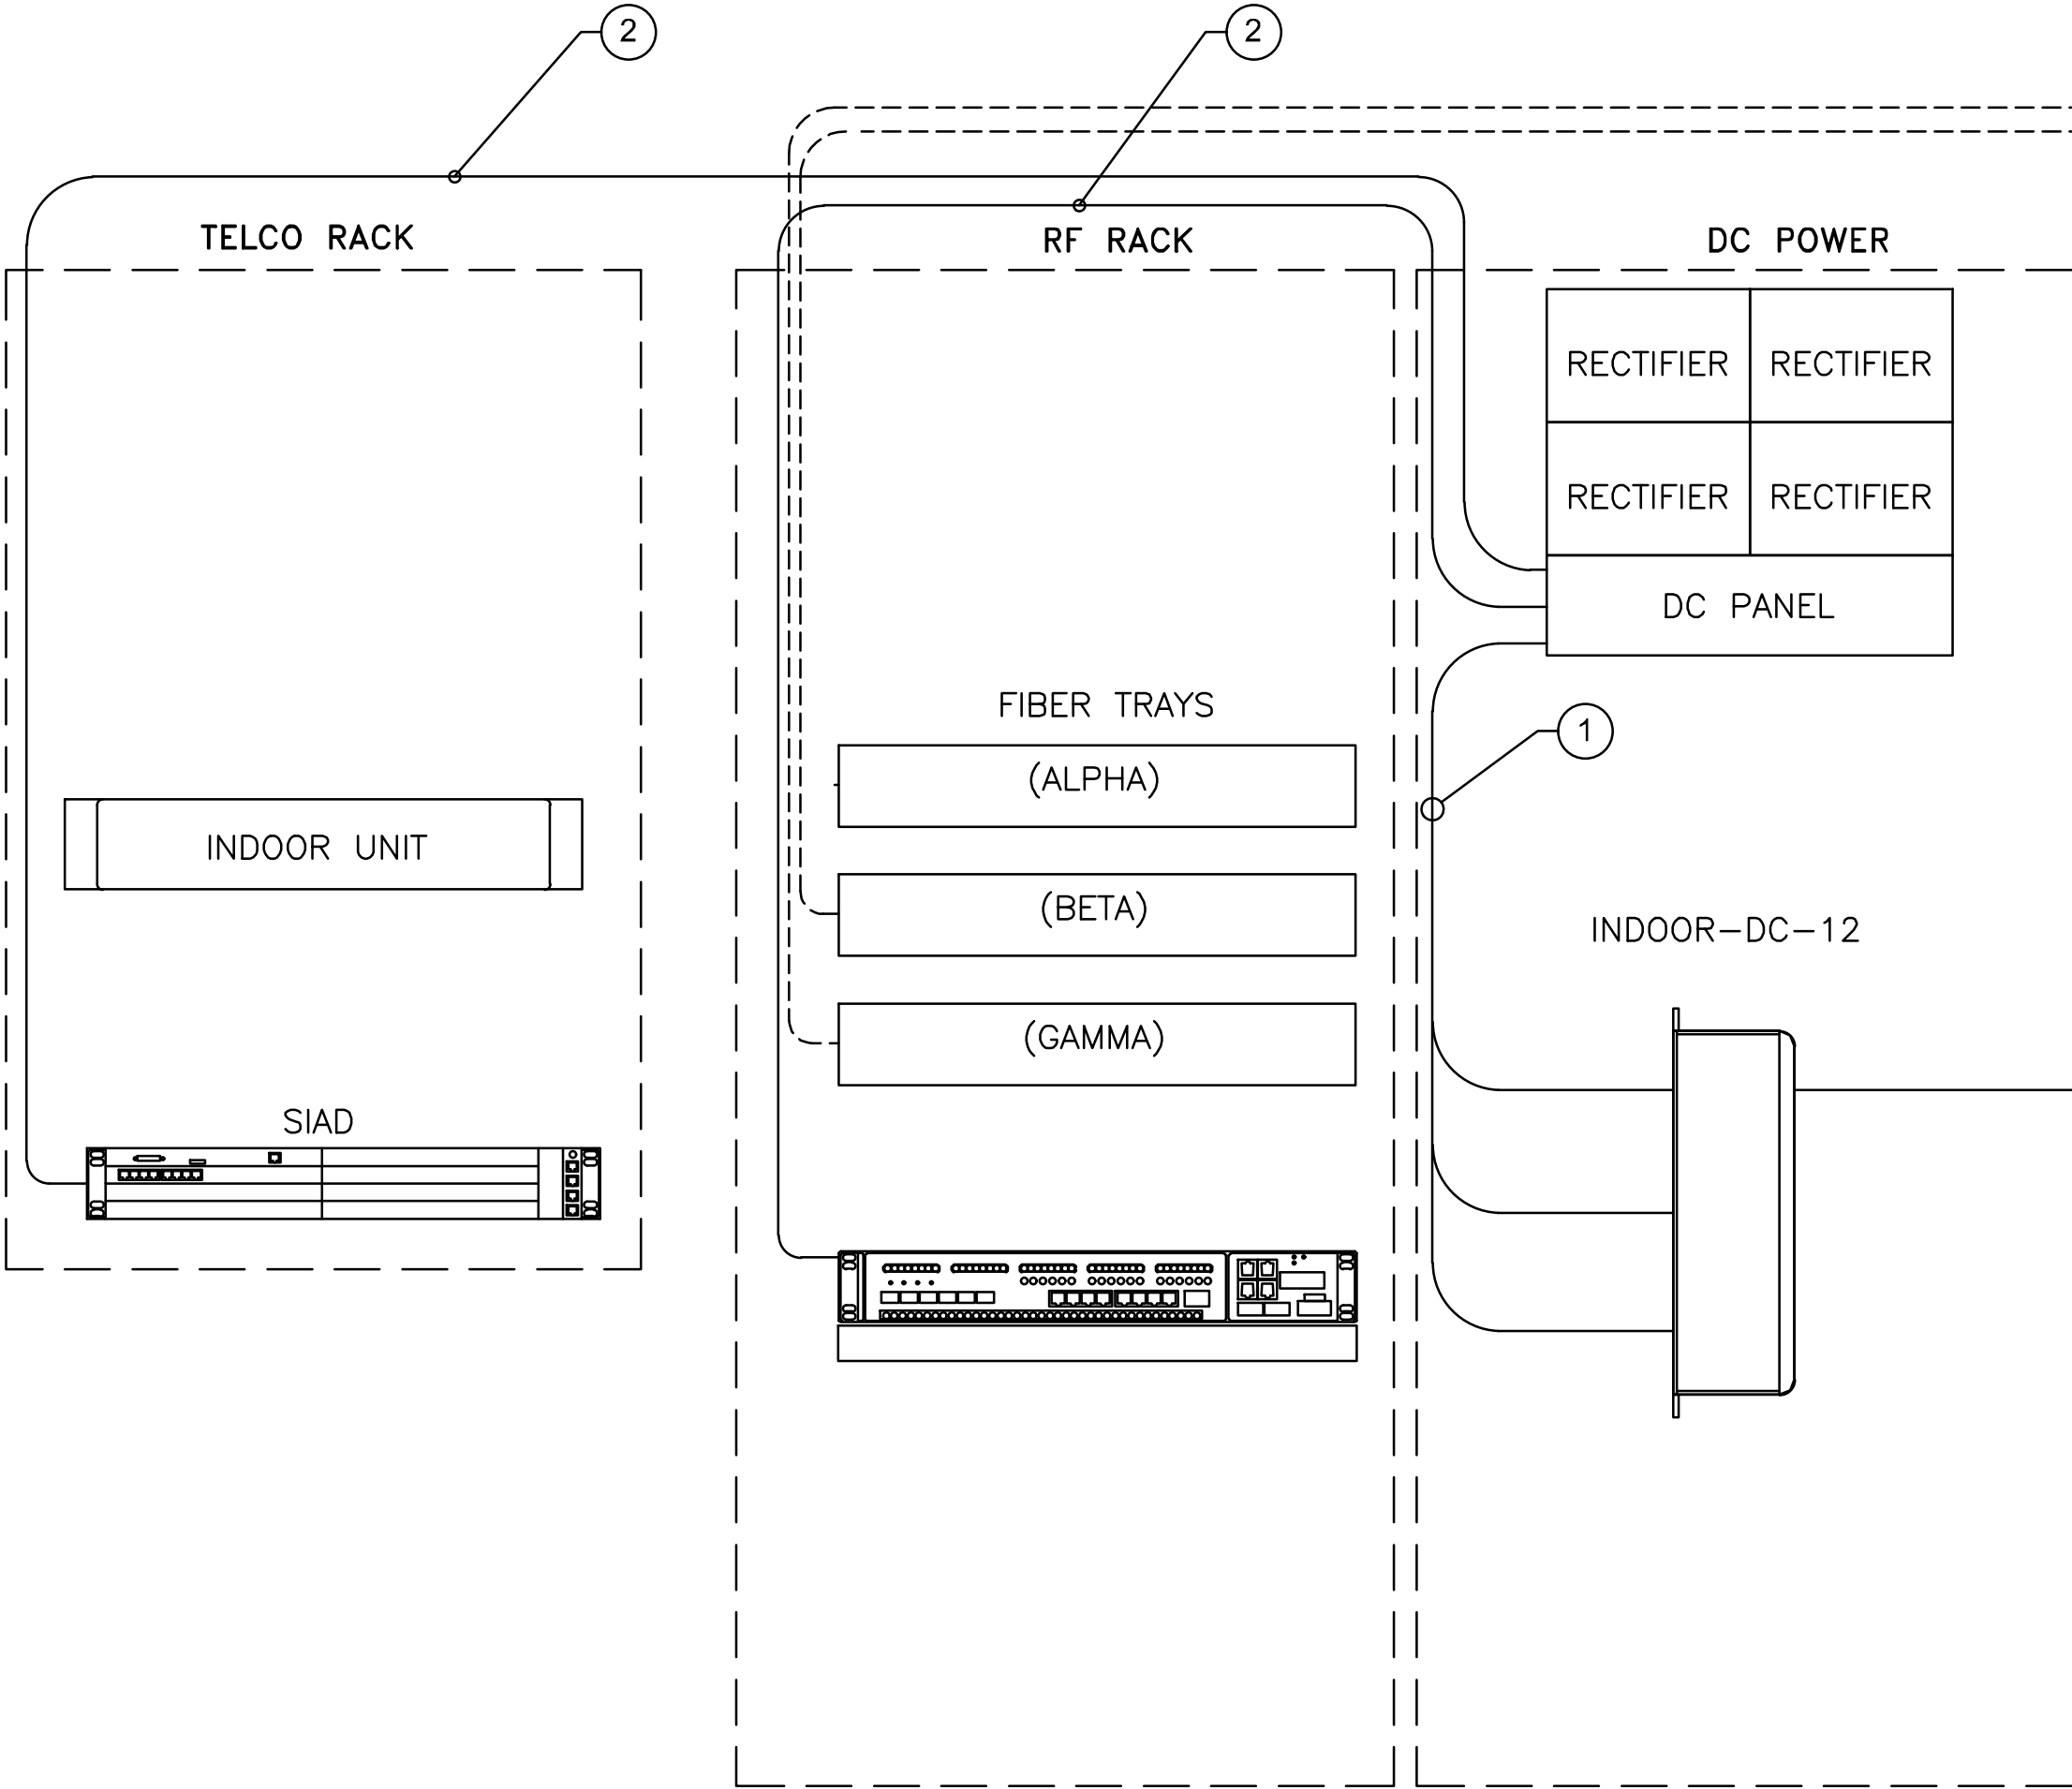 2
2
TELCO RACK
RF RACK
DC POWER
RECTIFIER
RECTIFIER
RECTIFIER
RECTIFIER
DC PANEL
FIBER TRAYS
1
(ALPHA)
INDOOR UNIT
(BETA)
INDOOR-DC-12
(GAMMA)
SIAD